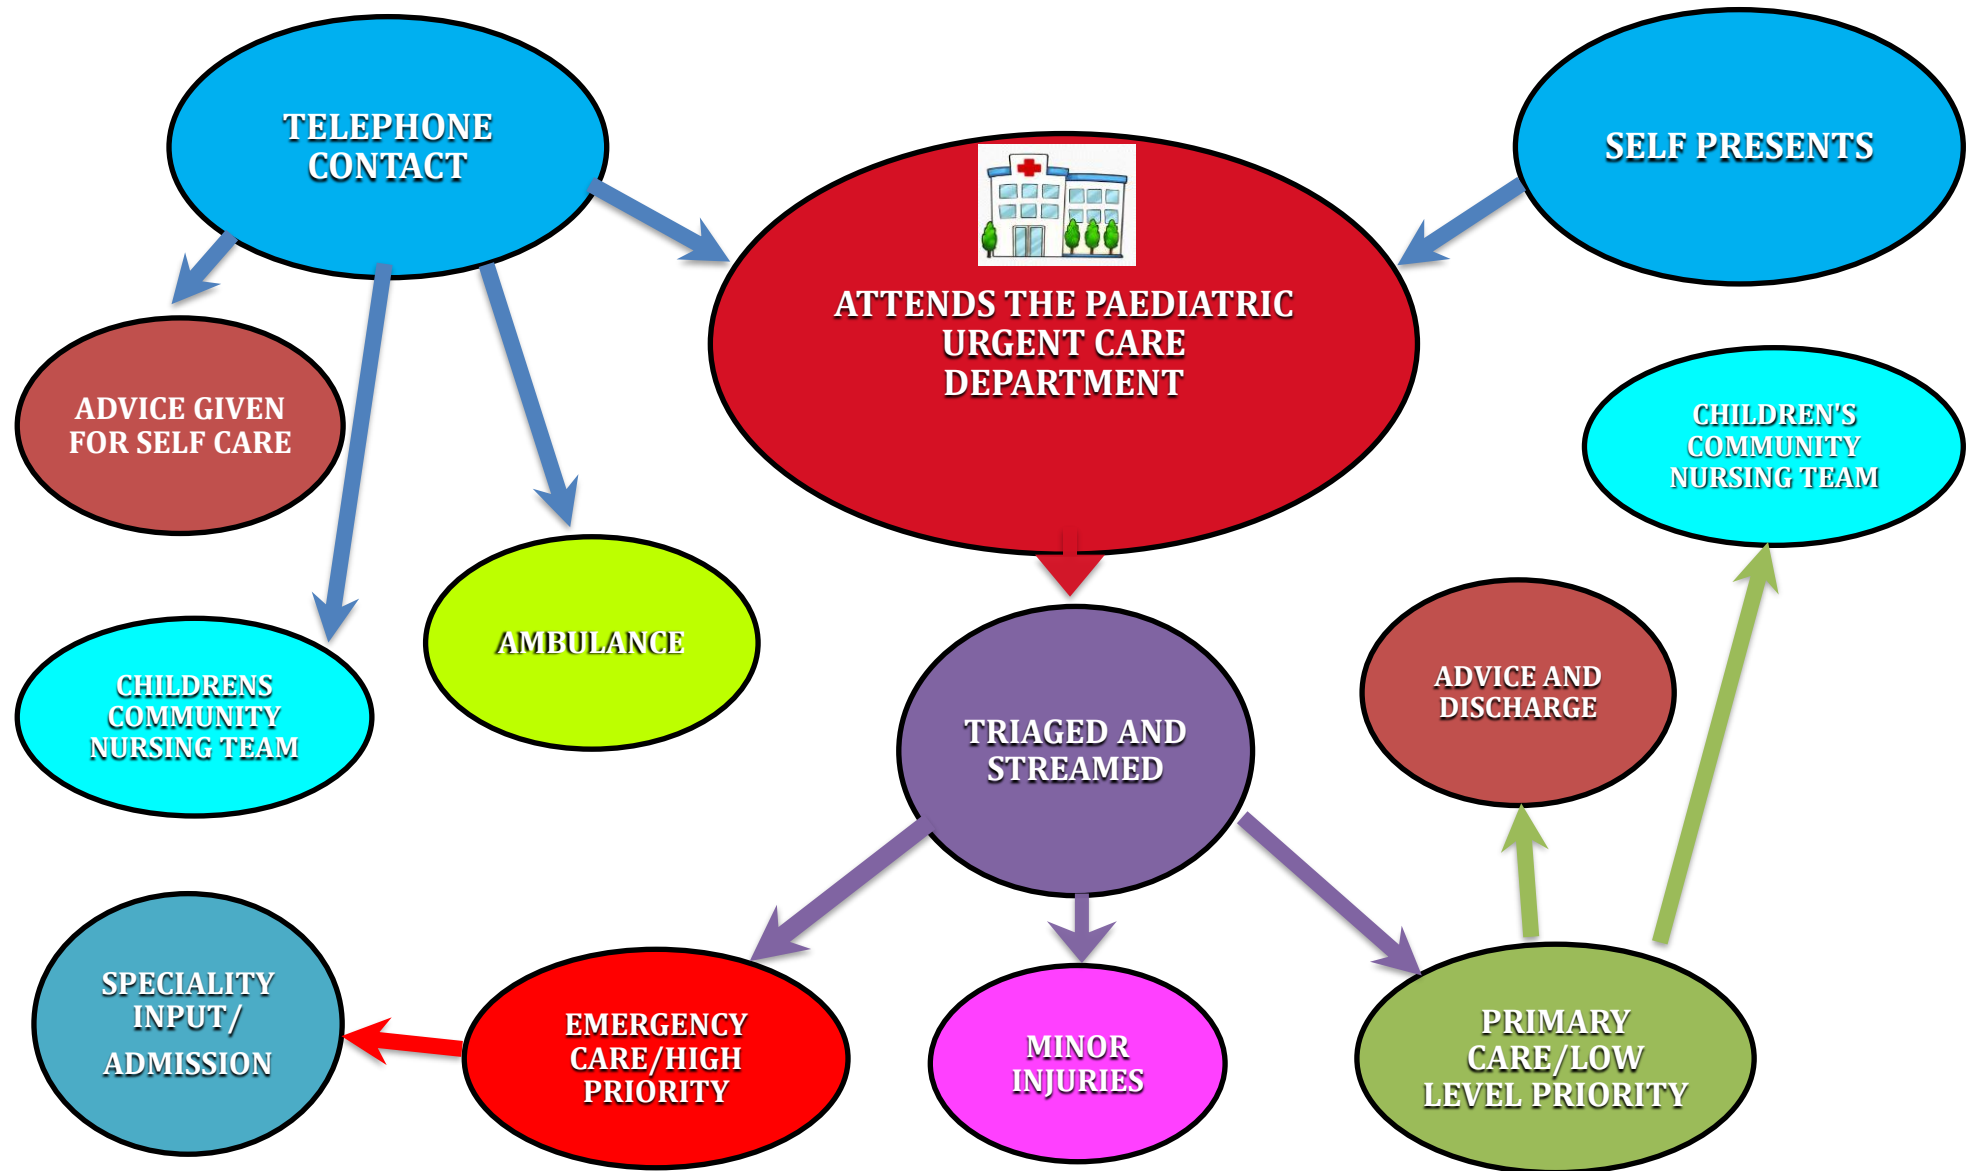 TELEPHONE
CONTACT
SELF PRESENTS
ATTENDS THE PAEDIATRIC
URGENT CARE
DEPARTMENT
ADVICE GIVEN
FOR SELF CARE
CHILDREN'S
COMMUNITY
NURSING TEAM
AMBULANCE
CHILDRENS
COMMUNITY
NURSING TEAM
TRIAGED AND
STREAMED
ADVICE AND
DISCHARGE
SPECIALITY
INPUT/
ADMISSION
EMERGENCY
CARE/HIGH
PRIORITY
MINOR
INJURIES
PRIMARY
CARE/LOW
LEVEL PRIORITY